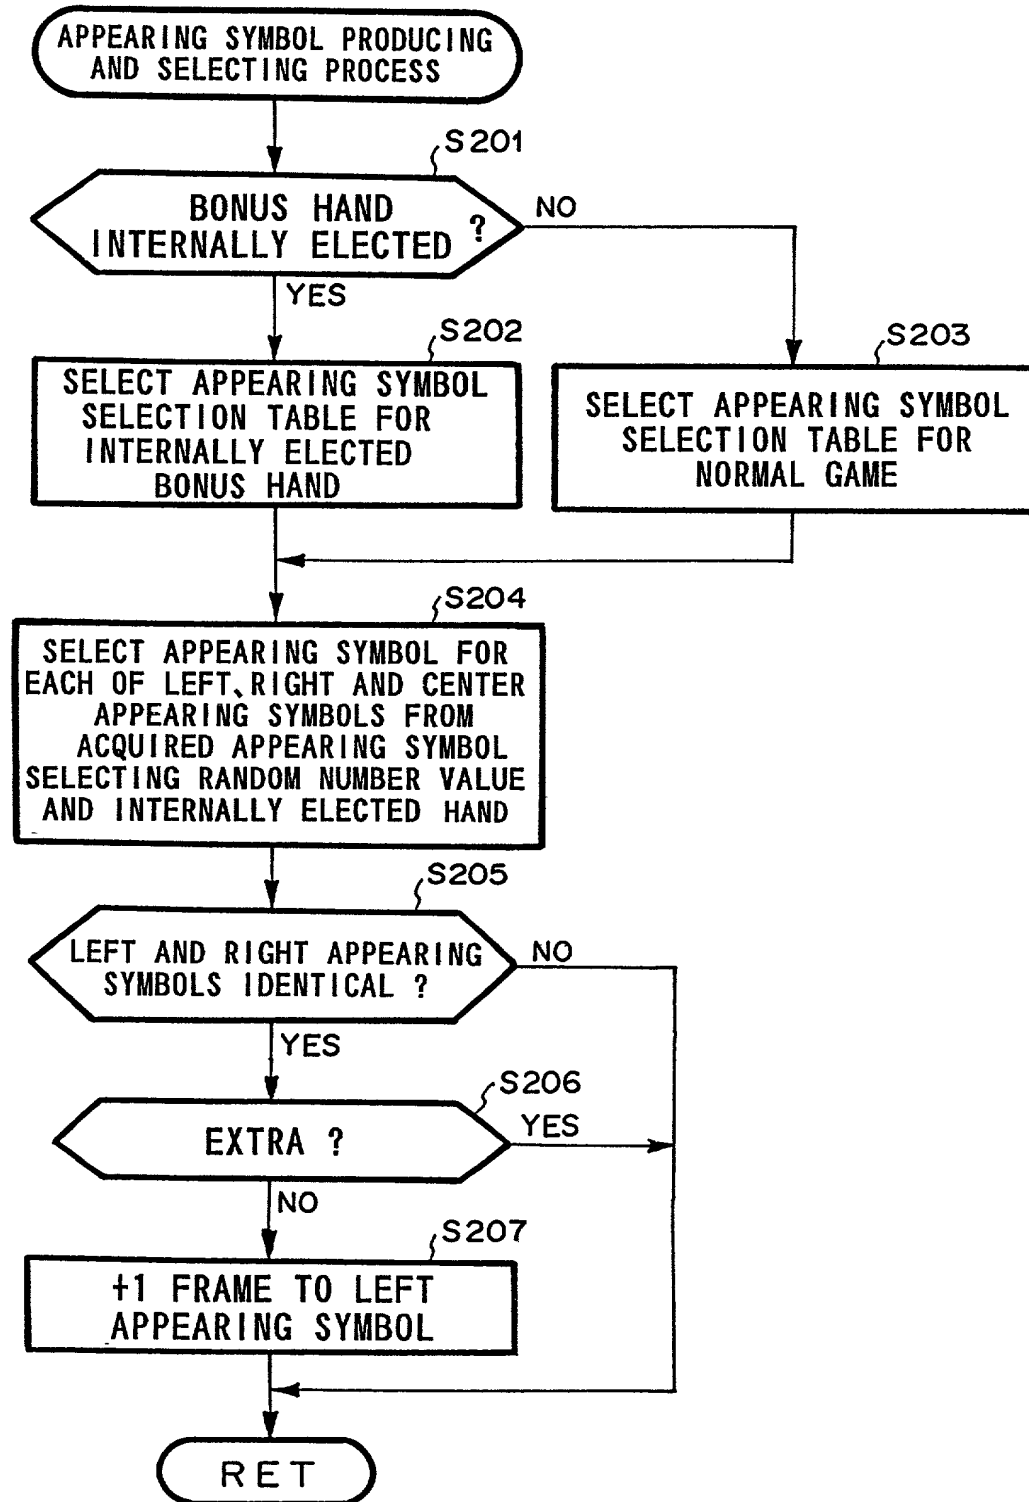 APPEARING SYMBOL PRODUCING
AND SELECTING PROCESS
S201
BONUS HAND
INTERNALLY ELECTED ?
NO
YES
S202
SELECT APPEARING SYMBOL
SELECTION TABLE FOR
INTERNALLY ELECTED
BONUS HAND
S203
SELECT APPEARING SYMBOL
SELECTION TABLE FOR
NORMAL GAME
S204
SELECT APPEARING SYMBOL FOR
EACH OF LEFT、RIGHT AND CENTER
APPEARING SYMBOLS FROM
ACQUIRED APPEARING SYMBOL
SELECTING RANDOM NUMBER VALUE
AND INTERNALLY ELECTED HAND
S205
LEFT AND RIGHT APPEARING
SYMBOLS IDENTICAL ?
NO
YES
S206
EXTRA ?
YES
NO
S207
+1 FRAME TO LEFT
APPEARING SYMBOL
RET